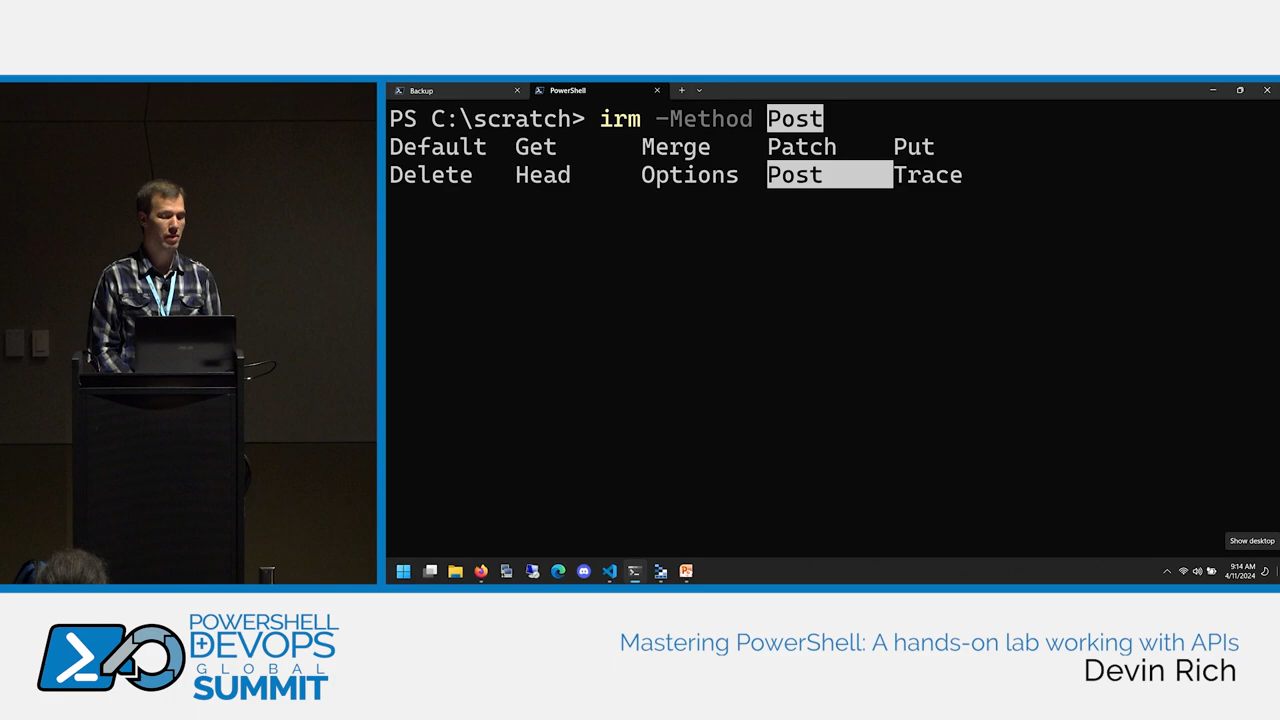 Backup
PowerShell
PS C:\scratch> irm -Method Post
Default Get Merge Patch Put
Delete Head Options Post Trace
Show desktop
9:14 AM
4/11/2024
POWERSHELL
+DEVOPS
GLOBAL
SUMMIT
Mastering PowerShell: A hands-on lab working with APIs
Devin Rich